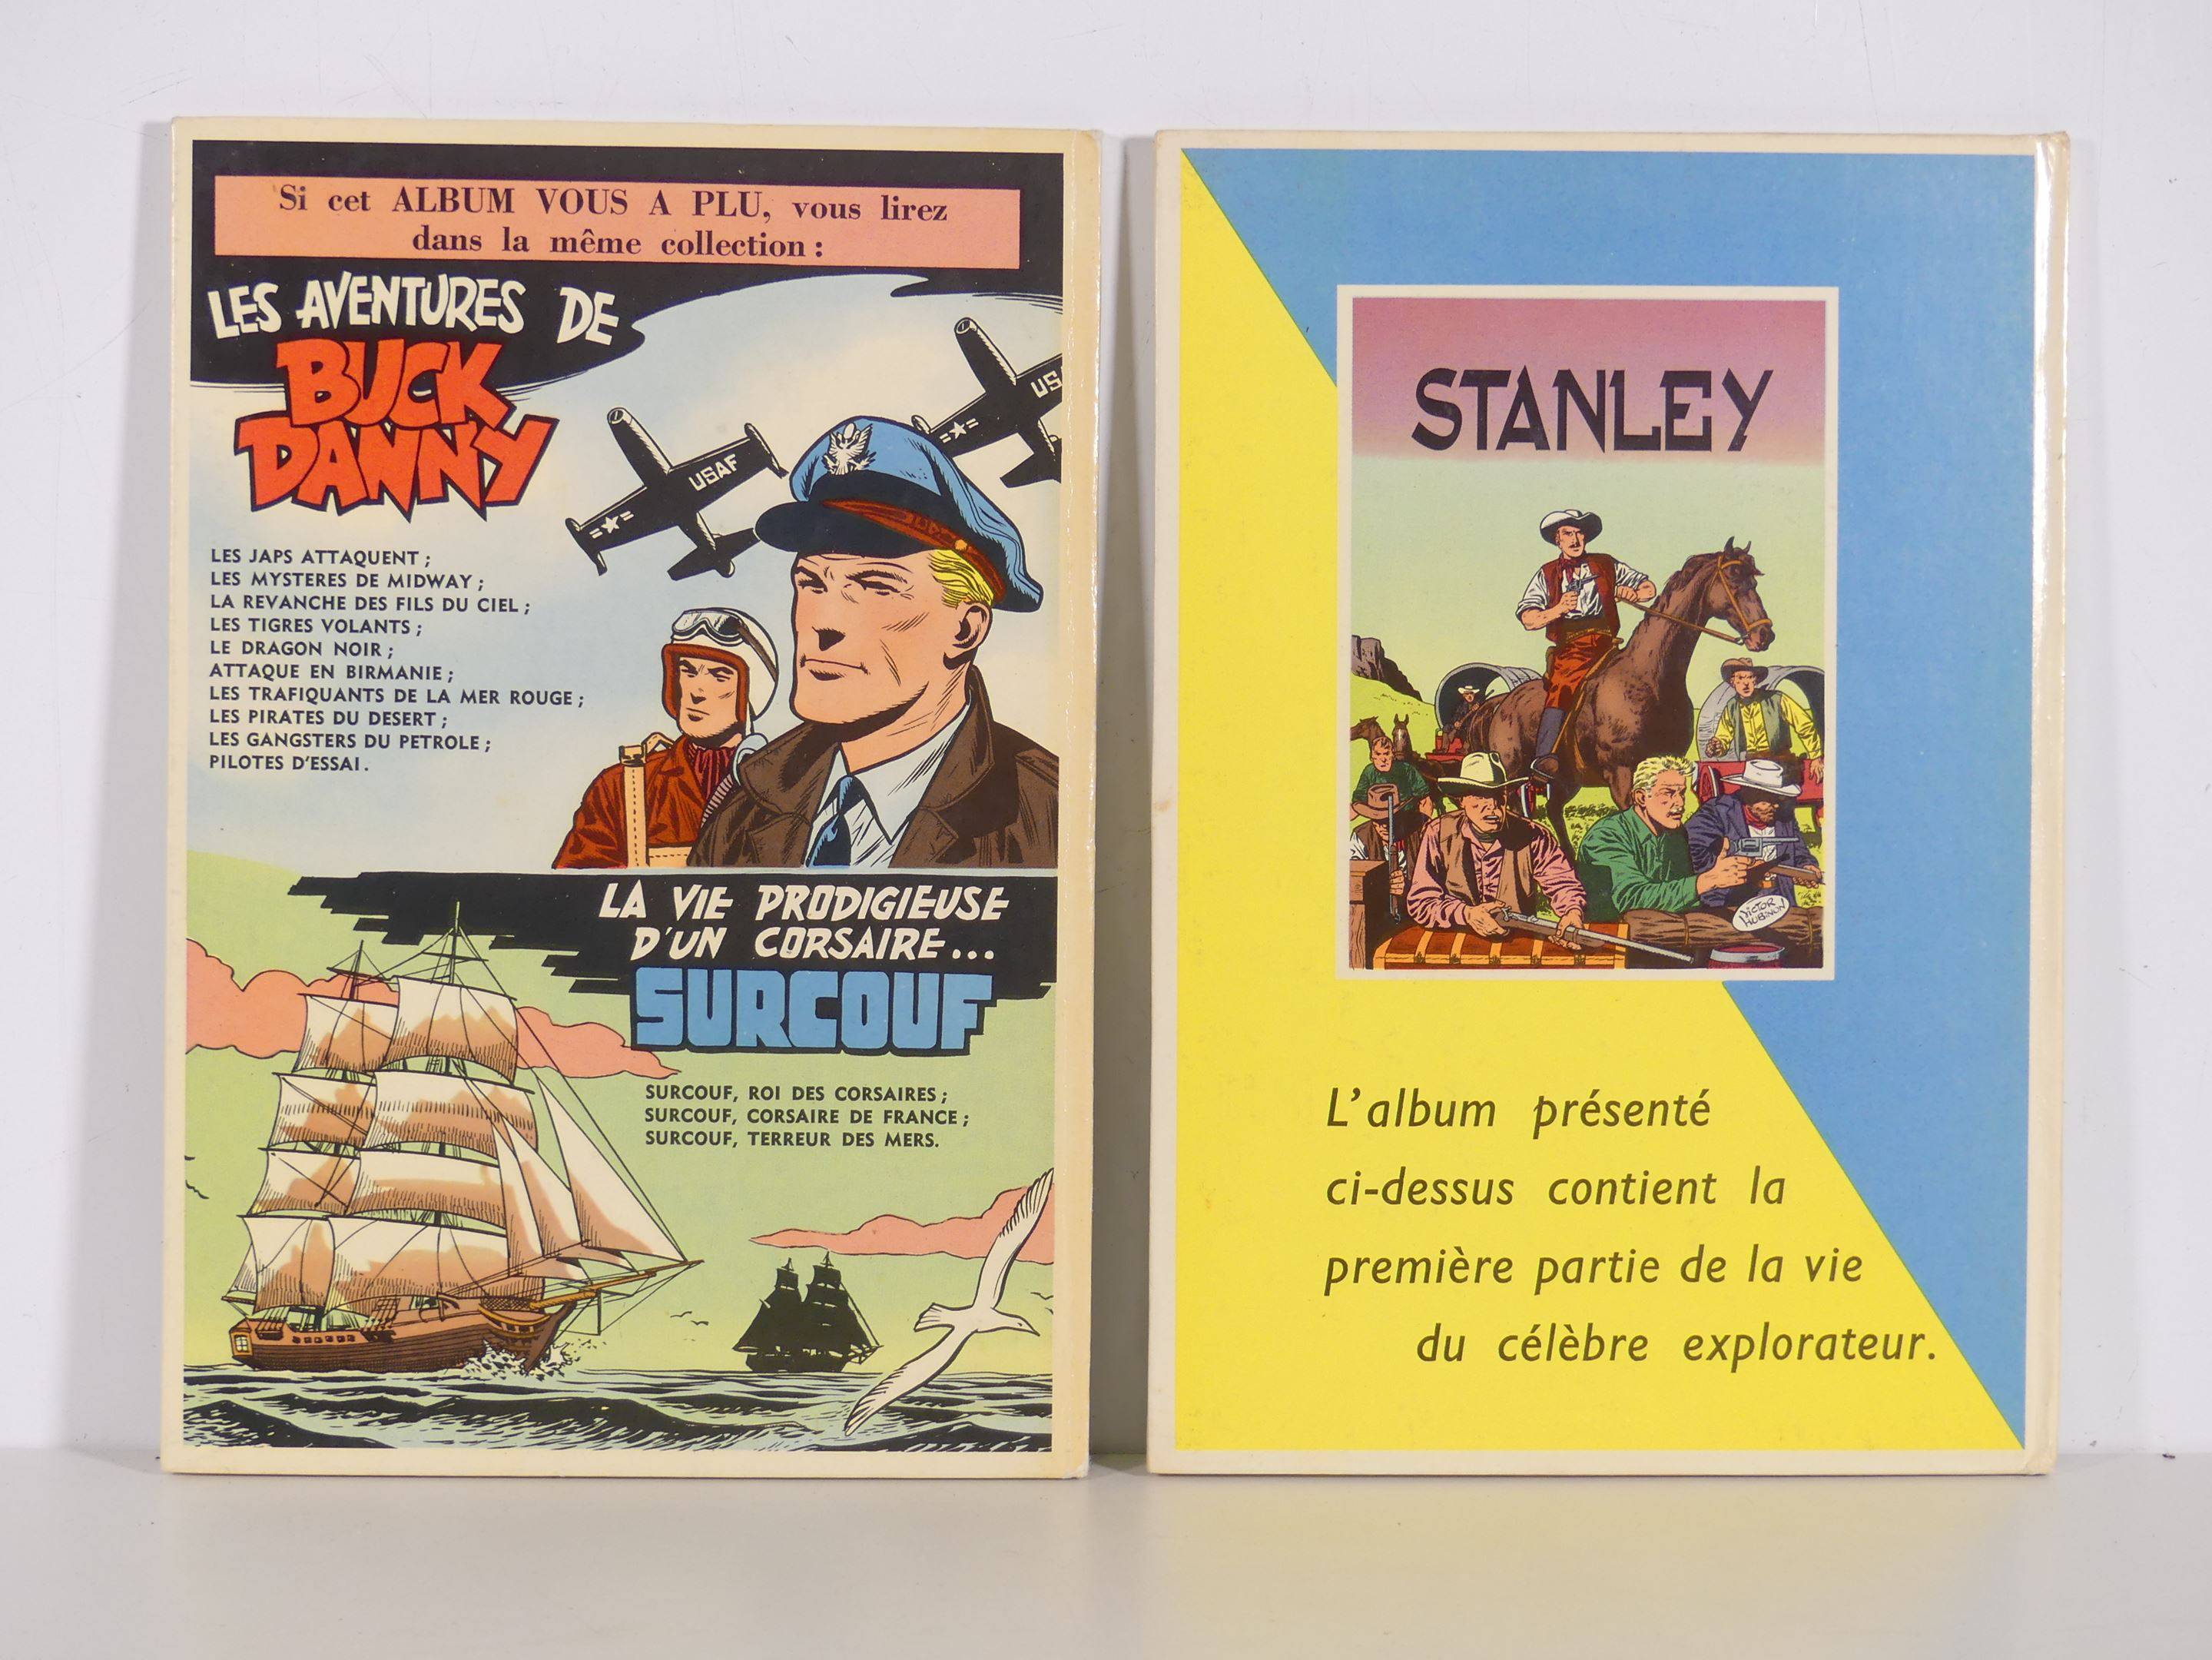 Si cet ALBUM VOUS A PLU, vous lirez
dans la même collection :
LES AVENTURES DE
BUCK
DANNY
USAF
US
LES JAPS ATTAQUENT ;
LES MYSTERES DE MIDWAY ;
LA REVANCHE DES FILS DU CIEL ;
LES TIGRES VOLANTS ;
LE DRAGON NOIR ;
ATTAQUE EN BIRMANIE ;
LES TRAFIQUANTS DE LA MER ROUGE ;
LES PIRATES DU DESERT ;
LES GANGSTERS DU PETROLE ;
PILOTES D'ESSAI.
LA VIE PRODIGIEUSE
D'UN CORSAIRE...
SURCOUF
SURCOUF, ROI DES CORSAIRES ;
SURCOUF, CORSAIRE DE FRANCE ;
SURCOUF, TERREUR DES MERS.
STANLEY
VICTOR
HUBINON
L'album présenté
ci-dessus contient la
première partie de la vie
du célèbre explorateur.